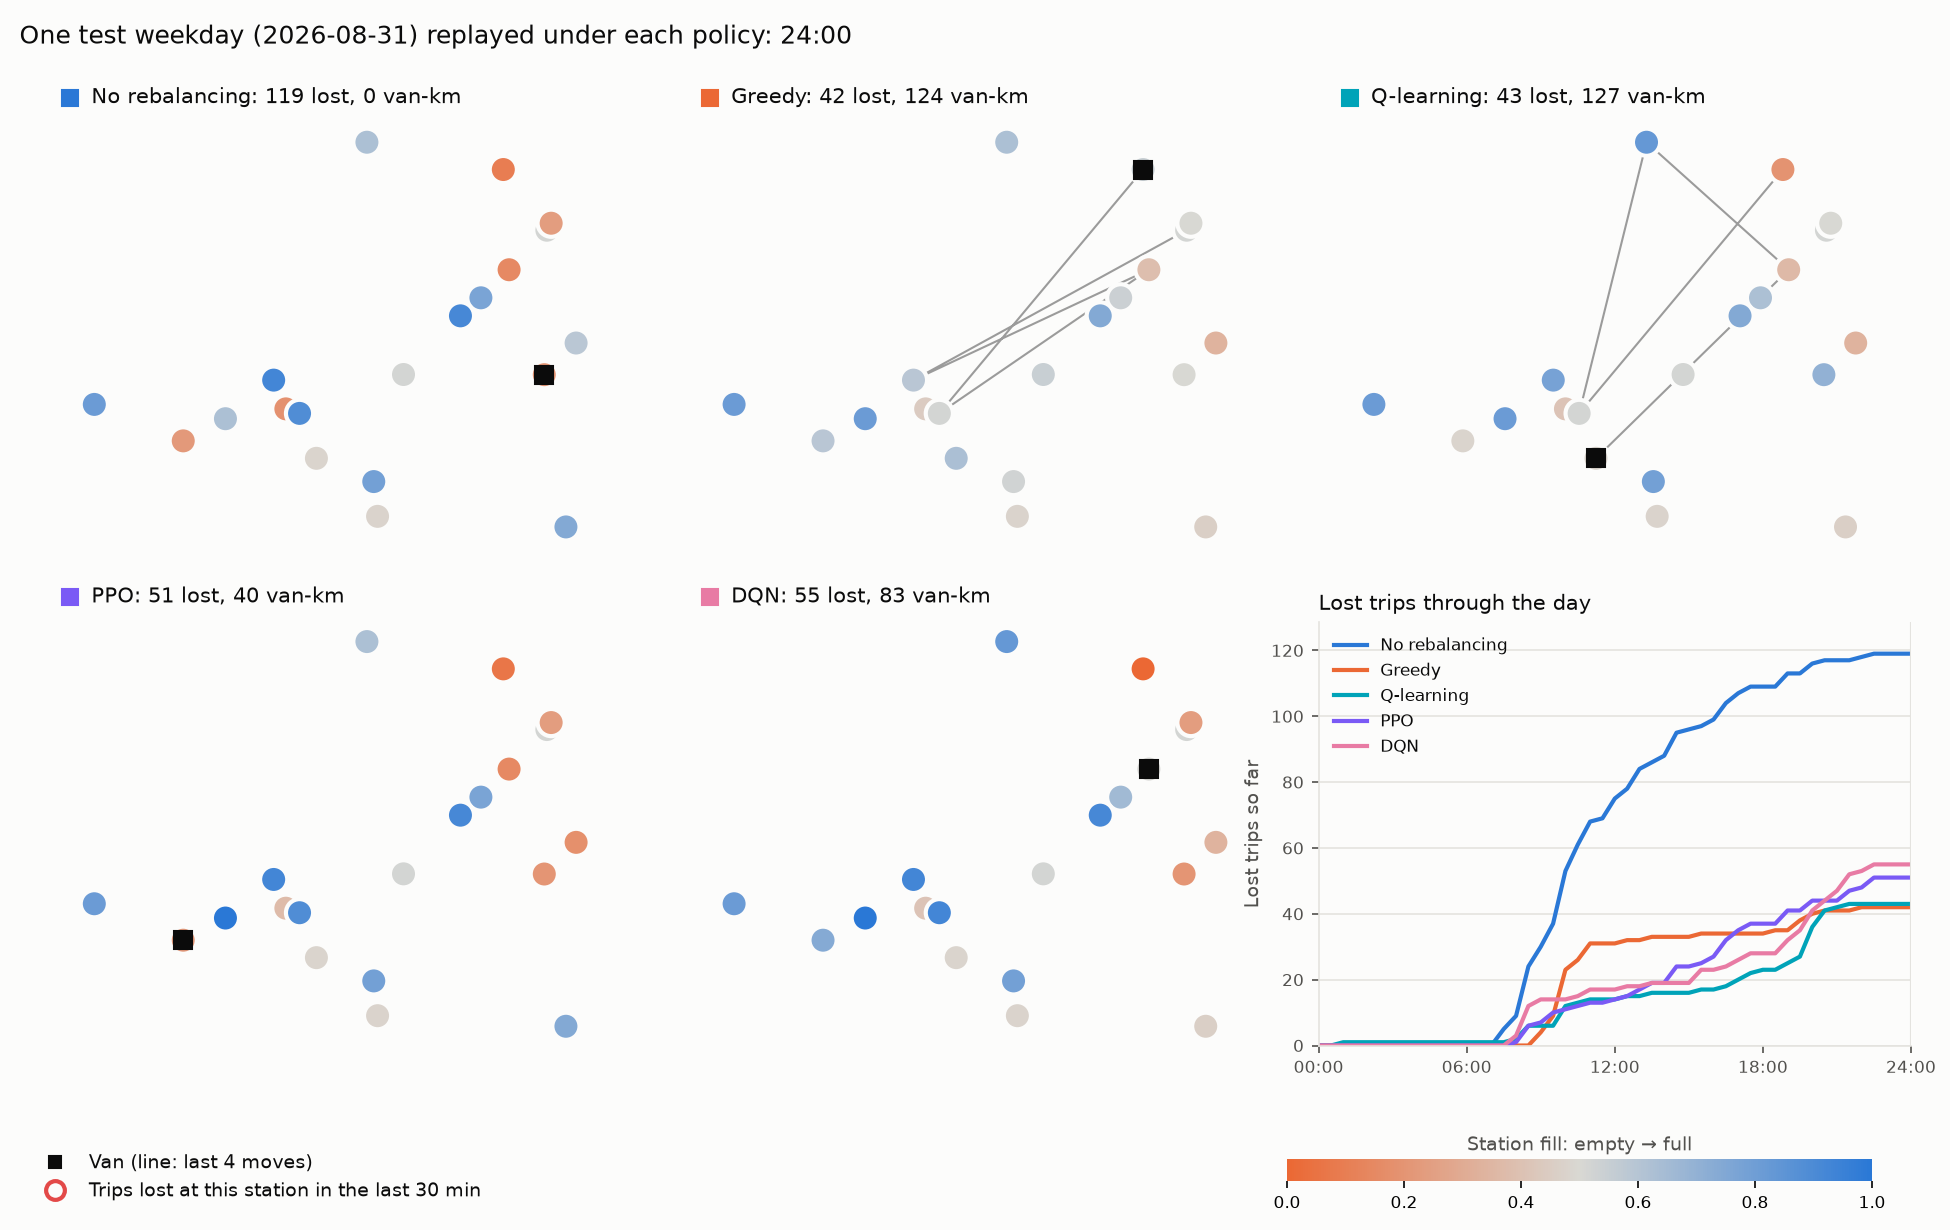 One test weekday (2026-08-31) replayed under each policy: 24:00
No rebalancing: 119 lost, 0 van-km
Greedy: 42 lost, 124 van-km
Q-learning: 43 lost, 127 van-km
PPO: 51 lost, 40 van-km
DQN: 55 lost, 83 van-km
Lost trips through the day
No rebalancing
Greedy
Q-learning
PPO
DQN
Lost trips so far
120
100
80
60
40
20
0
00:00 06:00 12:00 18:00 24:00
Van (line: last 4 moves)
Trips lost at this station in the last 30 min
Station fill: empty → full
0.0 0.2 0.4 0.6 0.8 1.0